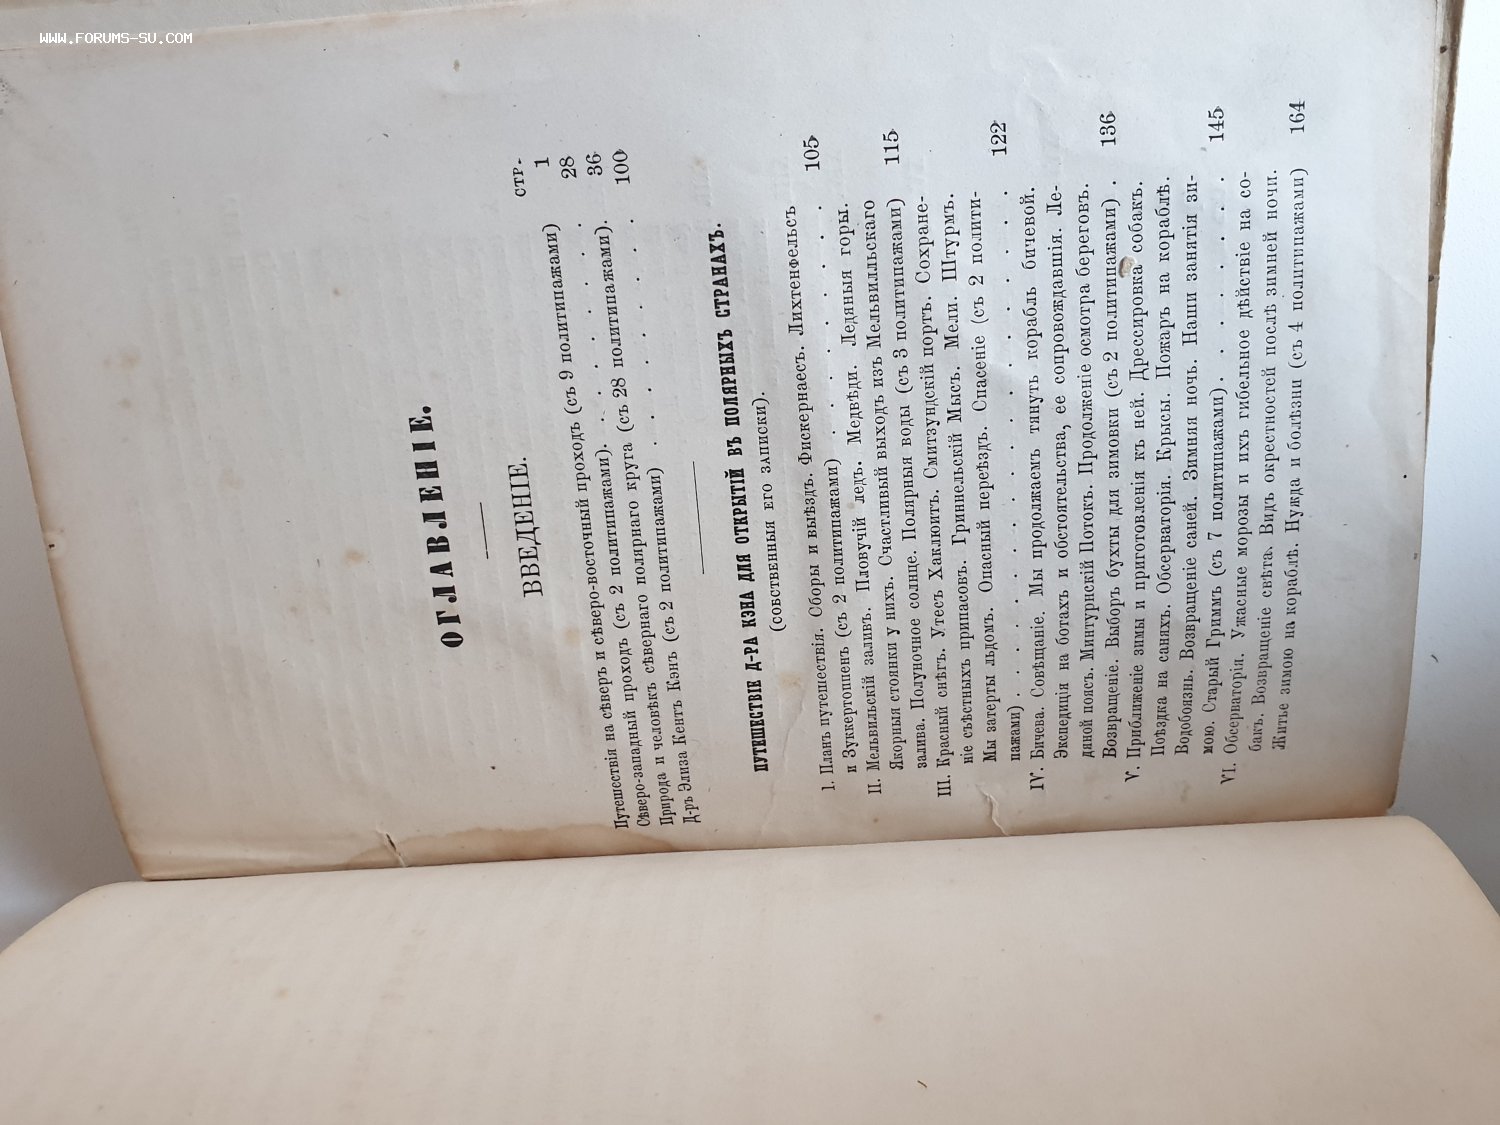 WWW.FORUMS-SU.COM
ОГЛАВЛЕНІЕ.
ВВЕДЕНІЕ.
СТР.
Путешествія на сѣверъ и сѣверо-восточный проходъ (съ 9 политипажами) 1
Сѣверо-западный проходъ (съ 2 политипажами). . . . . . . . . 28
Природа и человѣкъ сѣвернаго полярнаго круга (съ 28 политипажами). 36
Д-ръ Элиза Кентъ Кэнъ (съ 2 политипажами) . . . . . . . . . 100
ПУТЕШЕСТВІЕ Д-РА КЭНА ДЛЯ ОТКРЫТІЙ ВЪ ПОЛЯРНЫХЪ СТРАНАХЪ.
(собственныя его записки).
I. Планъ путешествія. Сборы и выѣздъ. Фискернаесъ. Лихтенфельсъ
и Зуккертоппенъ (съ 2 политипажами) . . . . . . . . . 105
II. Мельвильскій заливъ. Пловучій ледъ. Медвѣди. Ледяныя горы.
Якорныя стоянки у нихъ. Счастливый выходъ изъ Мельвилльскаго
залива. Полуночное солнце. Полярныя воды (съ 3 политипажами) 115
III. Красный снѣгъ. Утесъ Хаклюитъ. Смитзундскій портъ. Сохране-
ніе съѣстныхъ припасовъ. Гриннельскій Мысъ. Мели. Штурмъ.
Мы затерты льдомъ. Опасный переѣздъ. Спасеніе (съ 2 полити-
пажами) . . . . . . . . . . . . . . . . . . . 122
IV. Бичева. Совѣщаніе. Мы продолжаемъ тянуть корабль бичевой.
Экспедиція на ботахъ и обстоятельства, ее сопровождавшія. Ле-
дяной поясъ. Минтурнскій Потокъ. Продолженіе осмотра береговъ.
Возвращеніе. Выборъ бухты для зимовки (съ 2 политипажами) . 136
V. Приближеніе зимы и приготовленія къ ней. Дрессировка собакъ.
Поѣздка на саняхъ. Обсерваторія. Крысы. Пожаръ на кораблѣ.
Водобоязнь. Возвращеніе саней. Зимняя ночь. Наши занятія зи-
мою. Старый Гриммъ (съ 7 политипажами). . . . . . . . . 145
VI. Обсерваторія. Ужасные морозы и ихъ гибельное дѣйствіе на со-
бакъ. Возвращеніе свѣта. Видъ окрестностей послѣ зимней ночи.
Житье зимою на кораблѣ. Нужда и болѣзни (съ 4 политипажами) 164